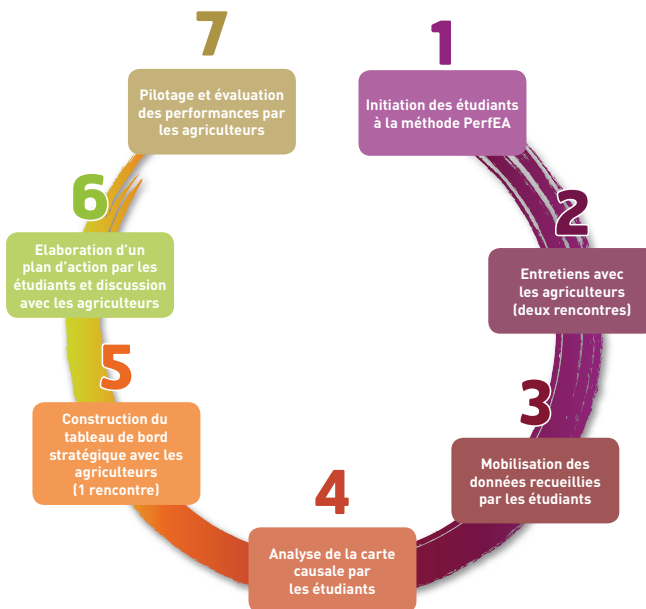 1
Initiation des étudiants
à la méthode PerfEA
2
Entretiens avec
les agriculteurs
(deux rencontres)
3
Mobilisation des
données recueillies
par les étudiants
4
Analyse de la carte
causale par
les étudiants
5
Construction du
tableau de bord
stratégique avec les
agriculteurs
(1 rencontre)
6
Elaboration d'un
plan d'action par les
étudiants et discussion
avec les agriculteurs
7
Pilotage et évaluation
des performances par
les agriculteurs